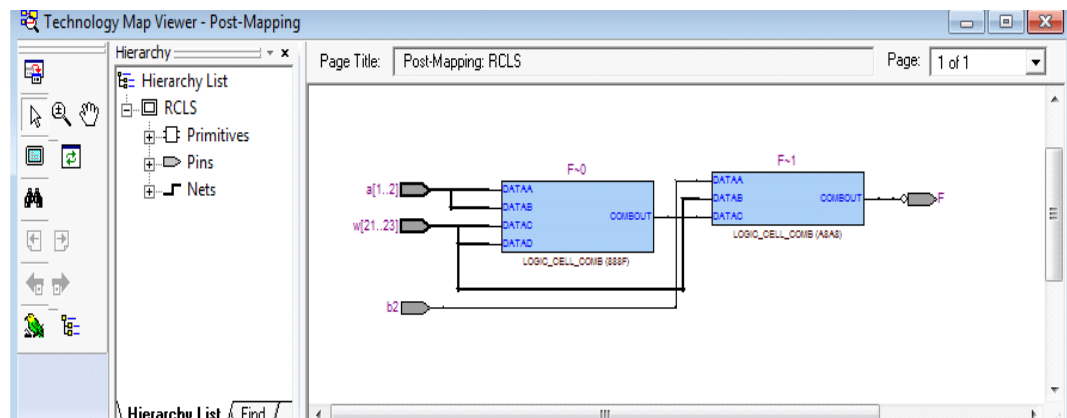 Technology Map Viewer - Post-Mapping
Hierarchy
Hierarchy List
RCLS
Primitives
Pins
Nets
Hierarchy List
Find
Page Title: Post-Mapping: RCLS
Page: 1 of 1
F~0
a[1..2]
w[21..23]
b2
DATAA
DATAB
DATAC
DATAD
COMBOUT
LOGIC_CELL_COMB (888F)
F~1
DATAA
DATAB
DATAC
COMBOUT
LOGIC_CELL_COMB (A8A8)
F